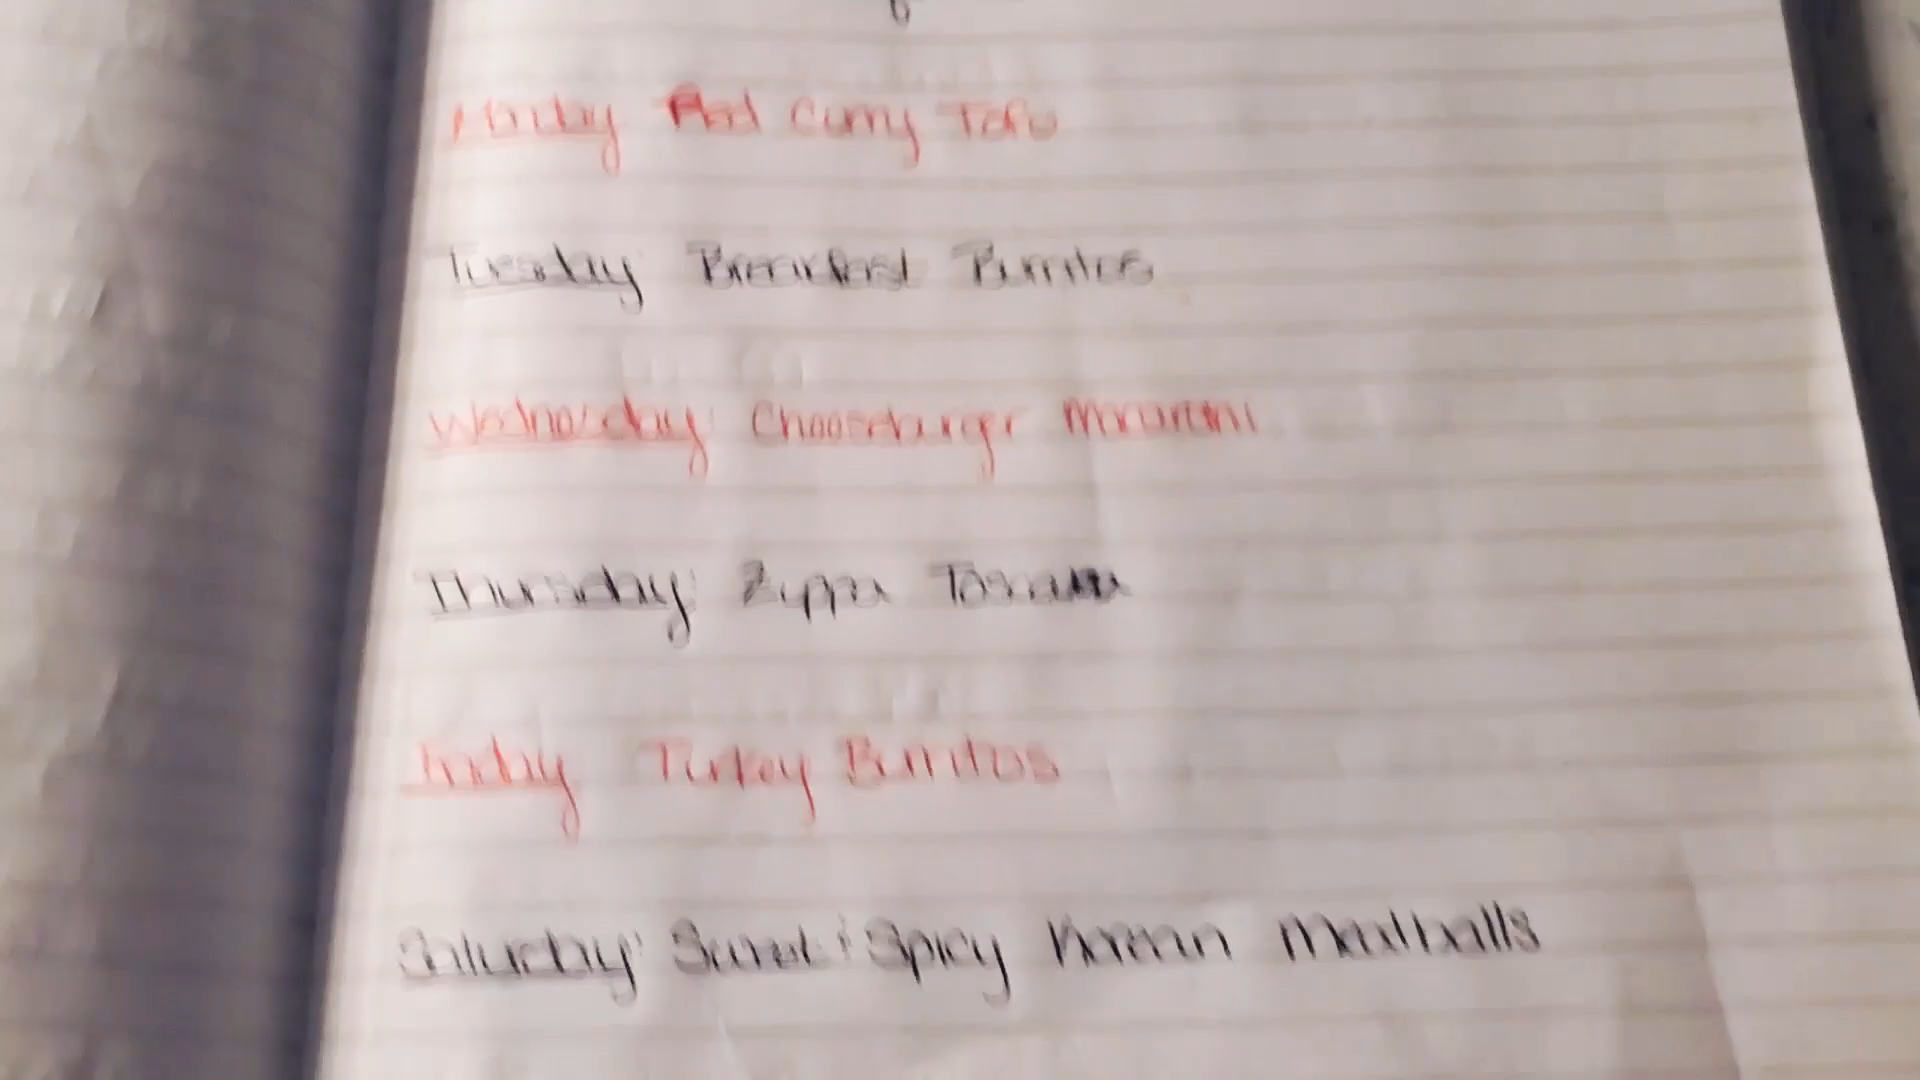 Monday Red Curry Tofu
Tuesday Breakfast Burritos
Wednesday: Cheeseburger Macaroni
Thursday: Zuppa Toscana
Friday Turkey Burritos
Saturday: Sweet & Spicy Korean Meatballs